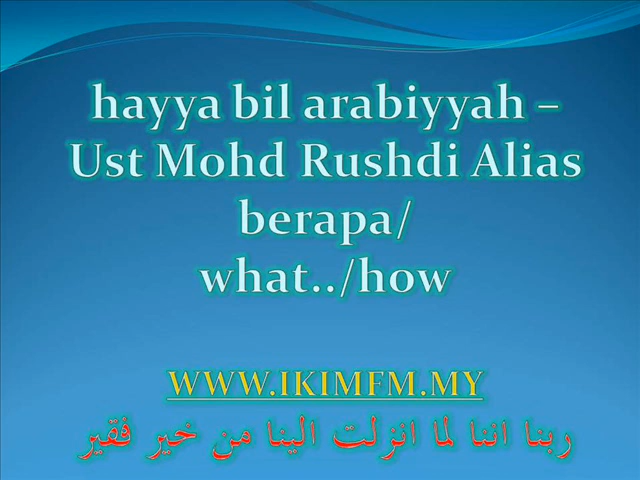 hayya bil arabiyyah –
Ust Mohd Rushdi Alias
berapa/
what../how
WWW.IKIMFM.MY
ربنا اننا لما انزلت الينا من خير فقير